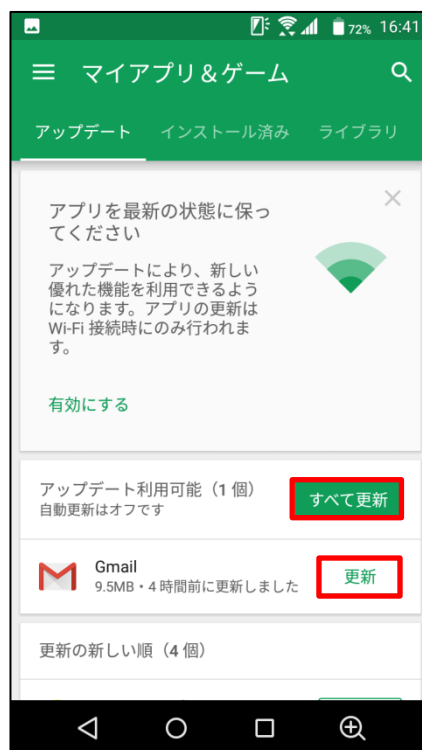 72% 16:41
マイアプリ＆ゲーム
アップデート インストール済み ライブラリ
アプリを最新の状態に保っ
てください
アップデートにより、新しい
優れた機能を利用できるよう
になります。アプリの更新は
Wi-Fi 接続時にのみ行われま
す。
有効にする
アップデート利用可能（1 個）
自動更新はオフです
すべて更新
Gmail
9.5MB・4 時間前に更新しました
更新
更新の新しい順（4 個）